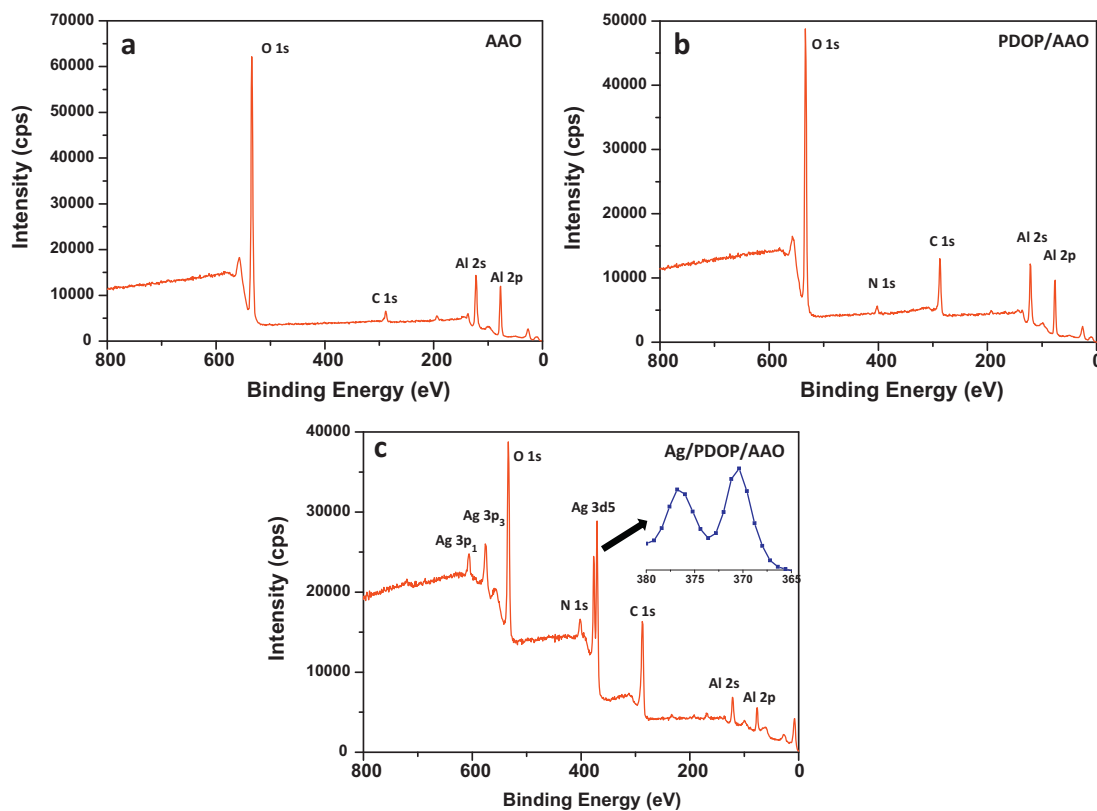 a
AAO
O 1s
C 1s
Al 2s
Al 2p
70000
60000
50000
40000
30000
20000
10000
0
800
600
400
200
0
Intensity (cps)
Binding Energy (eV)
b
PDOP/AAO
O 1s
N 1s
C 1s
Al 2s
Al 2p
50000
40000
30000
20000
10000
0
800
600
400
200
0
Intensity (cps)
Binding Energy (eV)
c
Ag/PDOP/AAO
O 1s
Ag 3p₃
Ag 3p₁
Ag 3d5
N 1s
C 1s
Al 2s
Al 2p
380
375
370
365
40000
30000
20000
10000
0
800
600
400
200
0
Intensity (cps)
Binding Energy (eV)